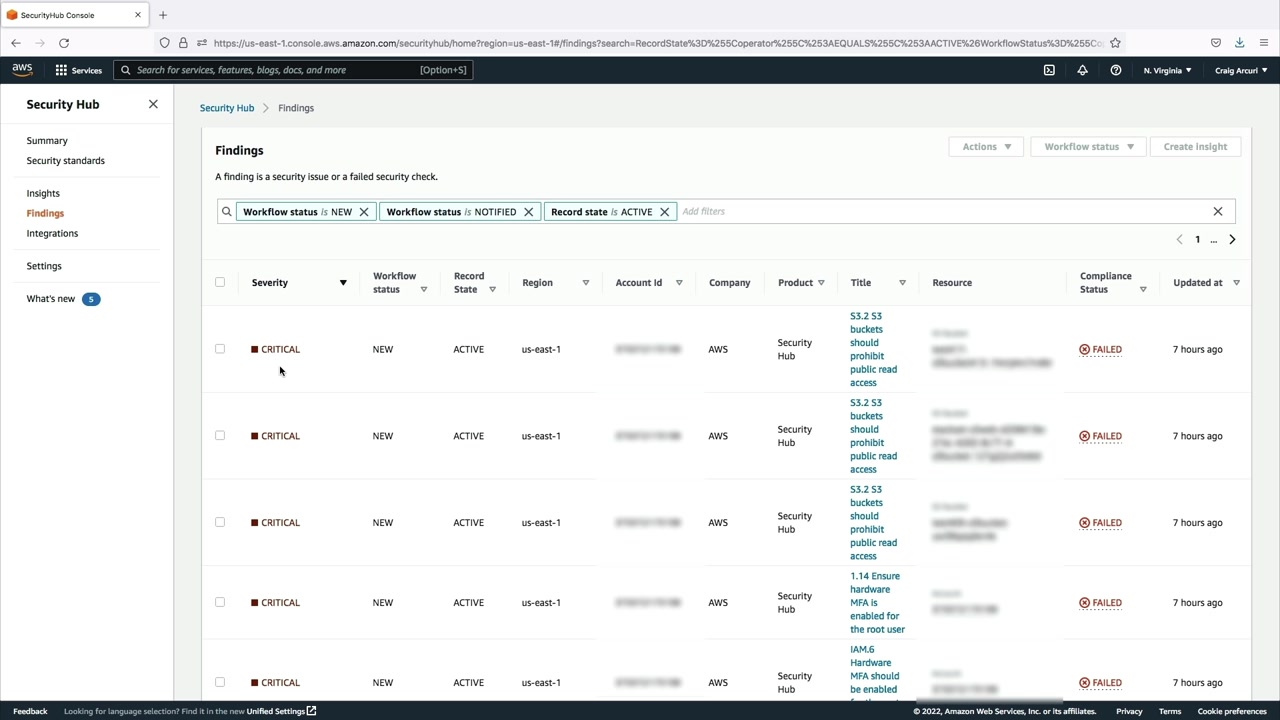 SecurityHub Console
https://us-east-1.console.aws.amazon.com/securityhub/home?region=us-east-1#/findings?search=RecordState%3D%255Coperator%255C%253AEQUALS%255C%253AACTIVE%26WorkflowStatus%3D%255Co
aws Services Search for services, features, blogs, docs, and more [Option+S] N. Virginia Craig Arcuri
Security Hub
Summary
Security standards
Insights
Findings
Integrations
Settings
What's new 5
Security Hub Findings
Findings
Actions Workflow status Create insight
A finding is a security issue or a failed security check.
Workflow status is NEW Workflow status is NOTIFIED Record state is ACTIVE Add filters
1 ...
Severity Workflow status Record State Region Account Id Company Product Title Resource Compliance Status Updated at
CRITICAL NEW ACTIVE us-east-1 AWS Security Hub S3.2 S3 buckets should prohibit public read access FAILED 7 hours ago
CRITICAL NEW ACTIVE us-east-1 AWS Security Hub S3.2 S3 buckets should prohibit public read access FAILED 7 hours ago
CRITICAL NEW ACTIVE us-east-1 AWS Security Hub S3.2 S3 buckets should prohibit public read access FAILED 7 hours ago
CRITICAL NEW ACTIVE us-east-1 AWS Security Hub 1.14 Ensure hardware MFA is enabled for the root user FAILED 7 hours ago
CRITICAL NEW ACTIVE us-east-1 AWS Security Hub IAM.6 Hardware MFA should be enabled FAILED 7 hours ago
Feedback Looking for language selection? Find it in the new Unified Settings © 2022, Amazon Web Services, Inc. or its affiliates. Privacy Terms Cookie preferences